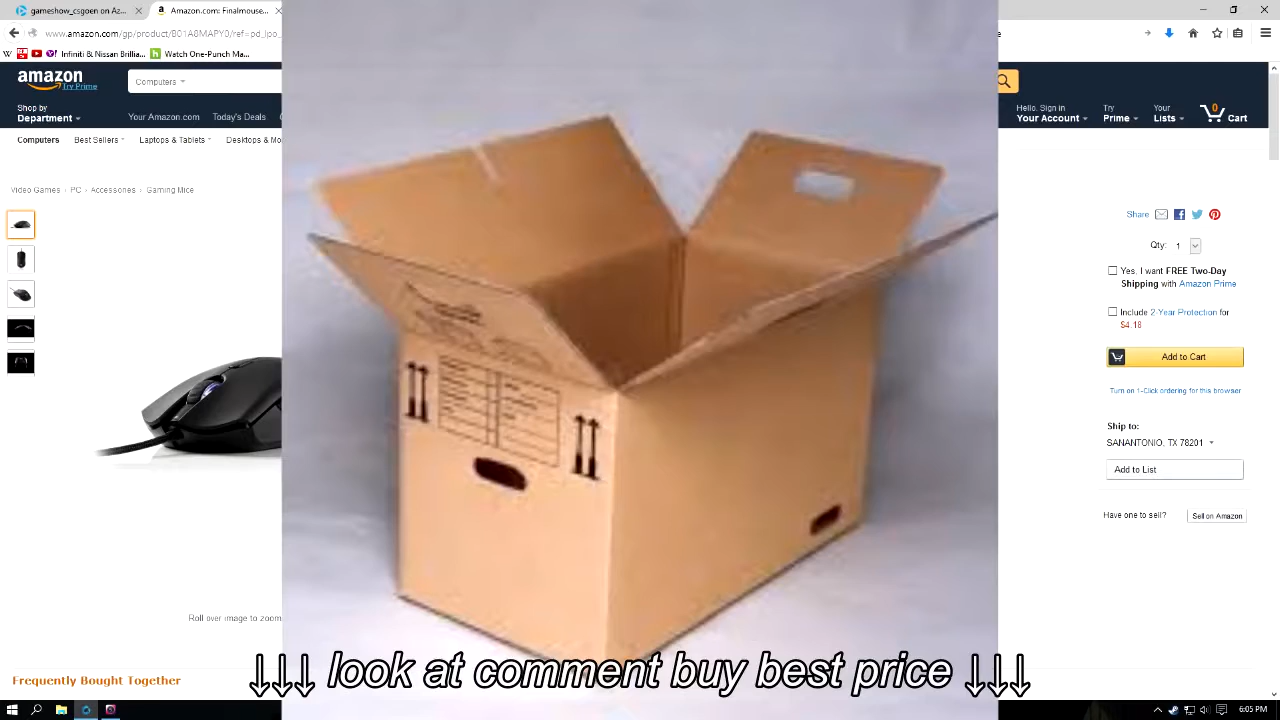 gameshow_csgoen on Az...
Amazon.com: Finalmouse...
www.amazon.com/gp/product/B01A8MAPY0/ref=pd_lpo_
Infiniti & Nissan Brillia...
Watch One-Punch Ma...
amazon
Try Prime
Computers
Shop by
Department
Your Amazon.com
Today's Deals
Hello. Sign in
Your Account
Try
Prime
Your
Lists
0
Cart
Computers
Best Sellers
Laptops & Tablets
Desktops & Mo
Video Games › PC › Accessories › Gaming Mice
Share
Qty: 1
Yes, I want FREE Two-Day
Shipping with Amazon Prime
Include 2-Year Protection for
$4.18
Add to Cart
Turn on 1-Click ordering for this browser
Ship to:
SANANTONIO, TX 78201
Add to List
Have one to sell?
Sell on Amazon
Roll over image to zoom
↓↓↓ look at comment buy best price ↓↓↓
Frequently Bought Together
6:05 PM